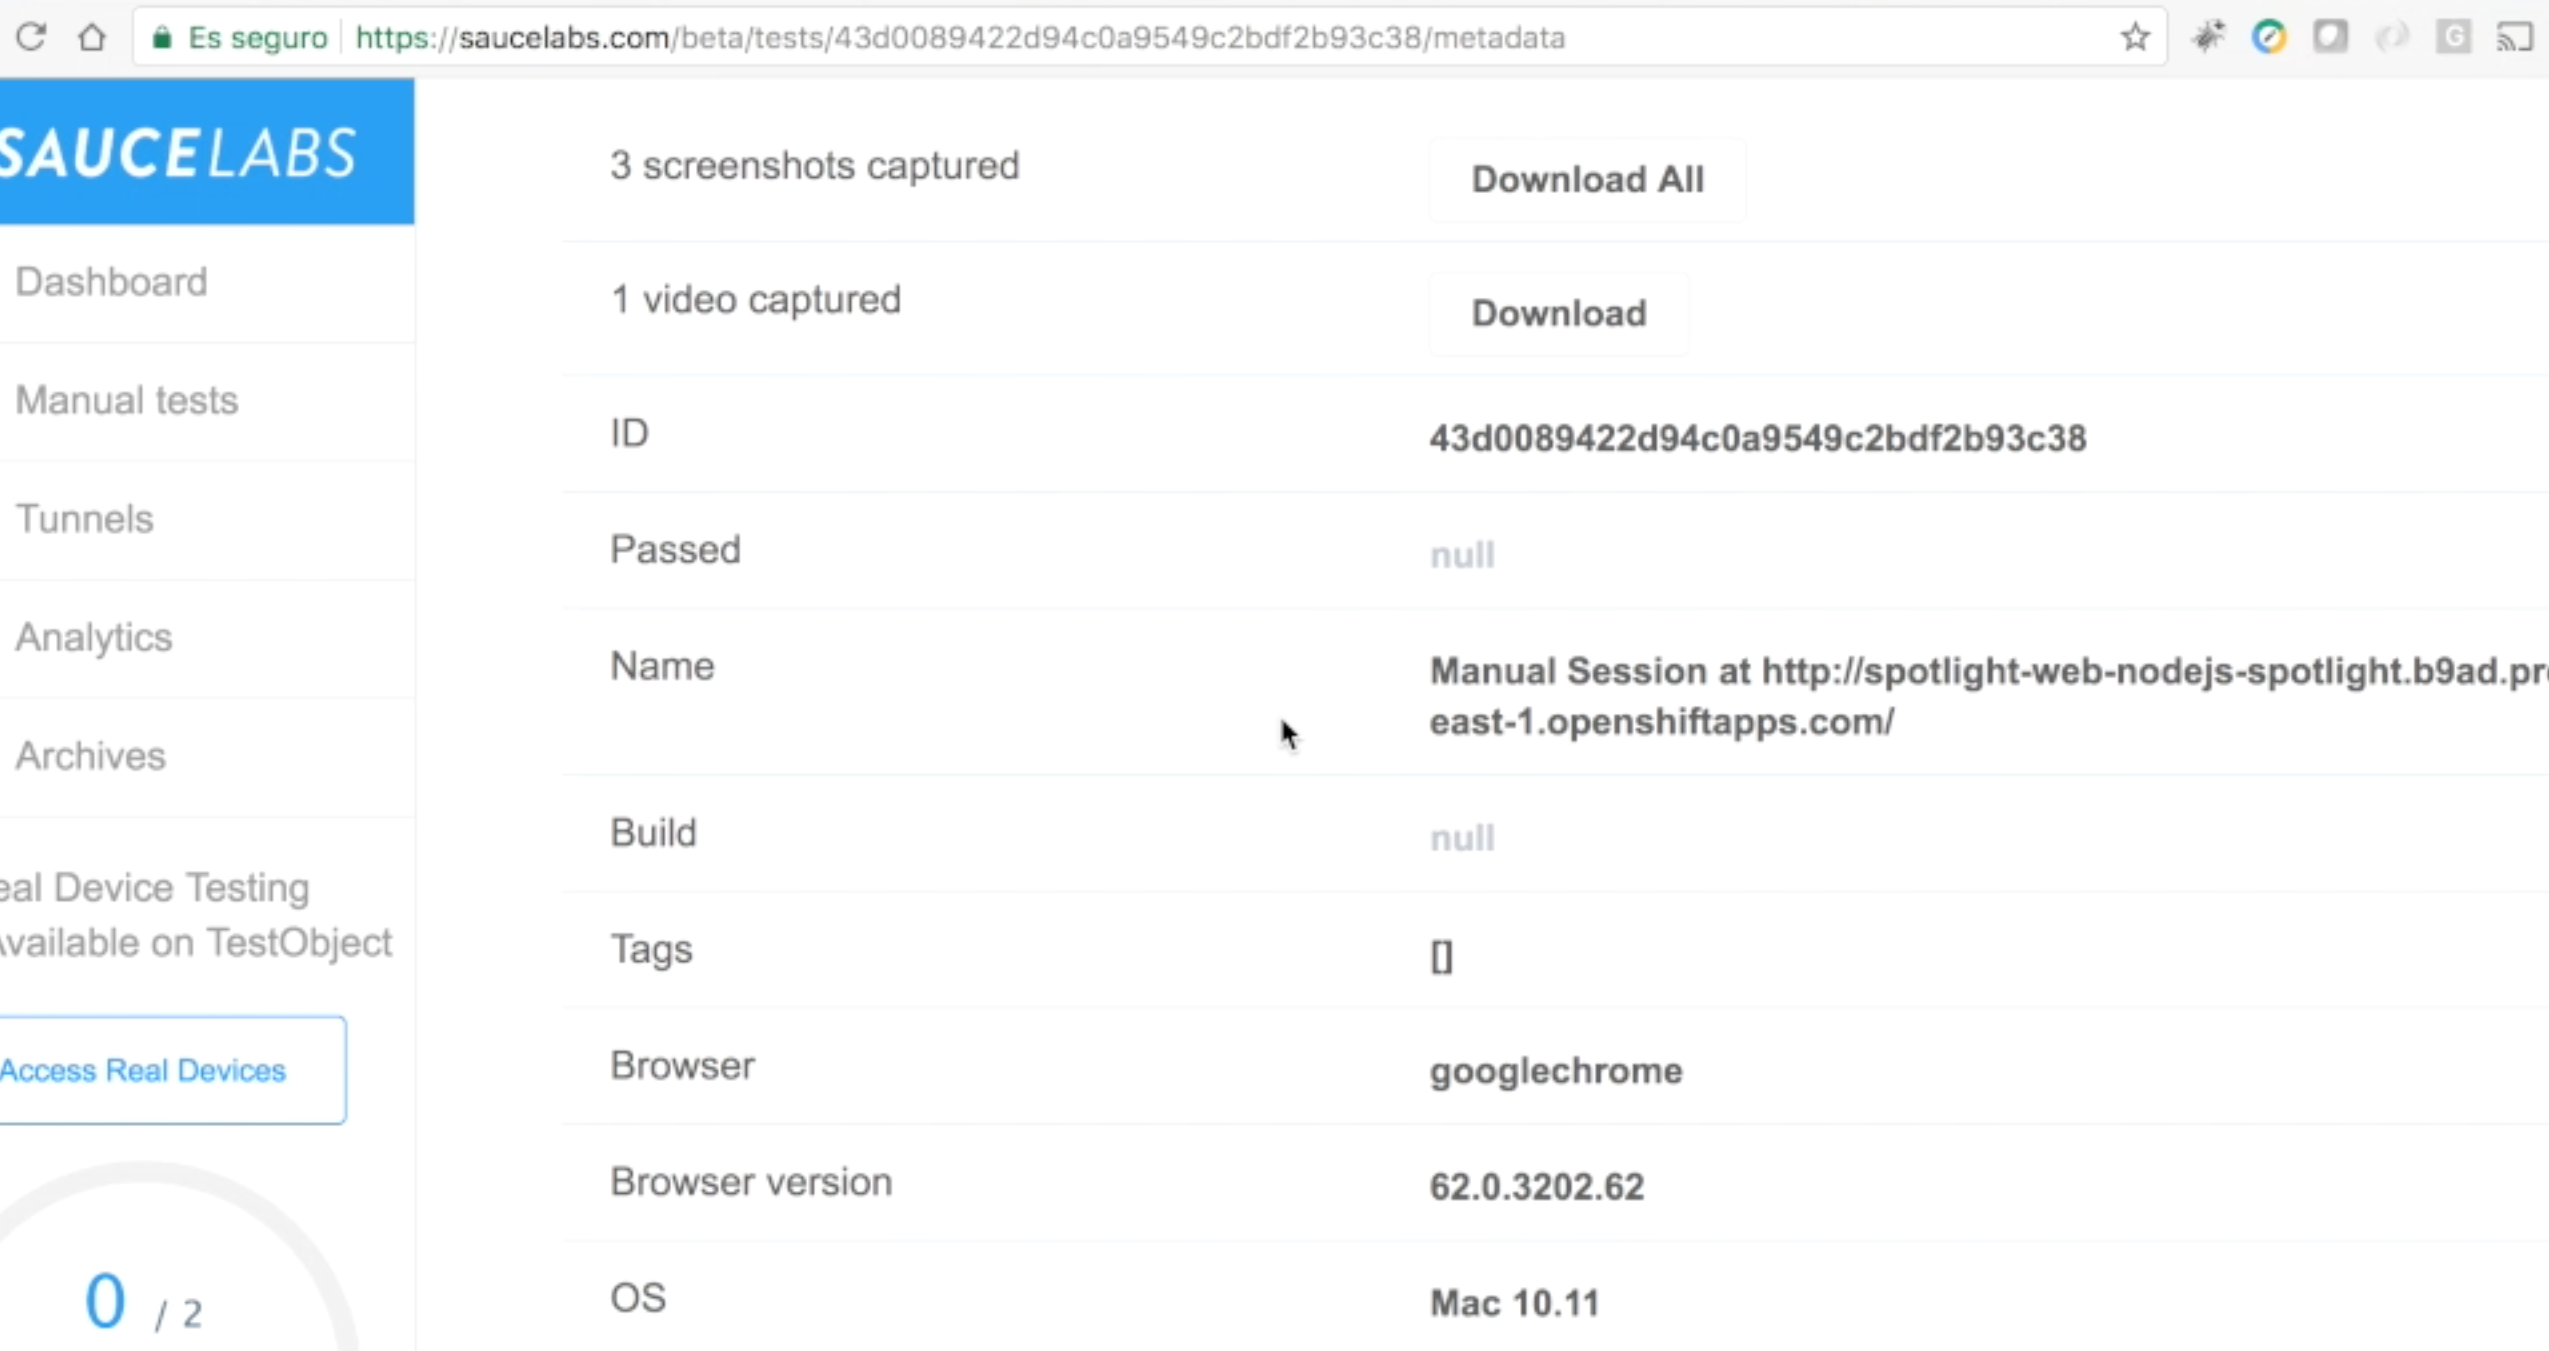 Es seguro https://saucelabs.com/beta/tests/43d0089422d94c0a9549c2bdf2b93c38/metadata
G
SAUCELABS
Dashboard
Manual tests
Tunnels
Analytics
Archives
eal Device Testing
Available on TestObject
Access Real Devices
0 / 2
3 screenshots captured
Download All
1 video captured
Download
ID
43d0089422d94c0a9549c2bdf2b93c38
Passed
null
Name
Manual Session at http://spotlight-web-nodejs-spotlight.b9ad.pr
east-1.openshiftapps.com/
Build
null
Tags
[]
Browser
googlechrome
Browser version
62.0.3202.62
OS
Mac 10.11